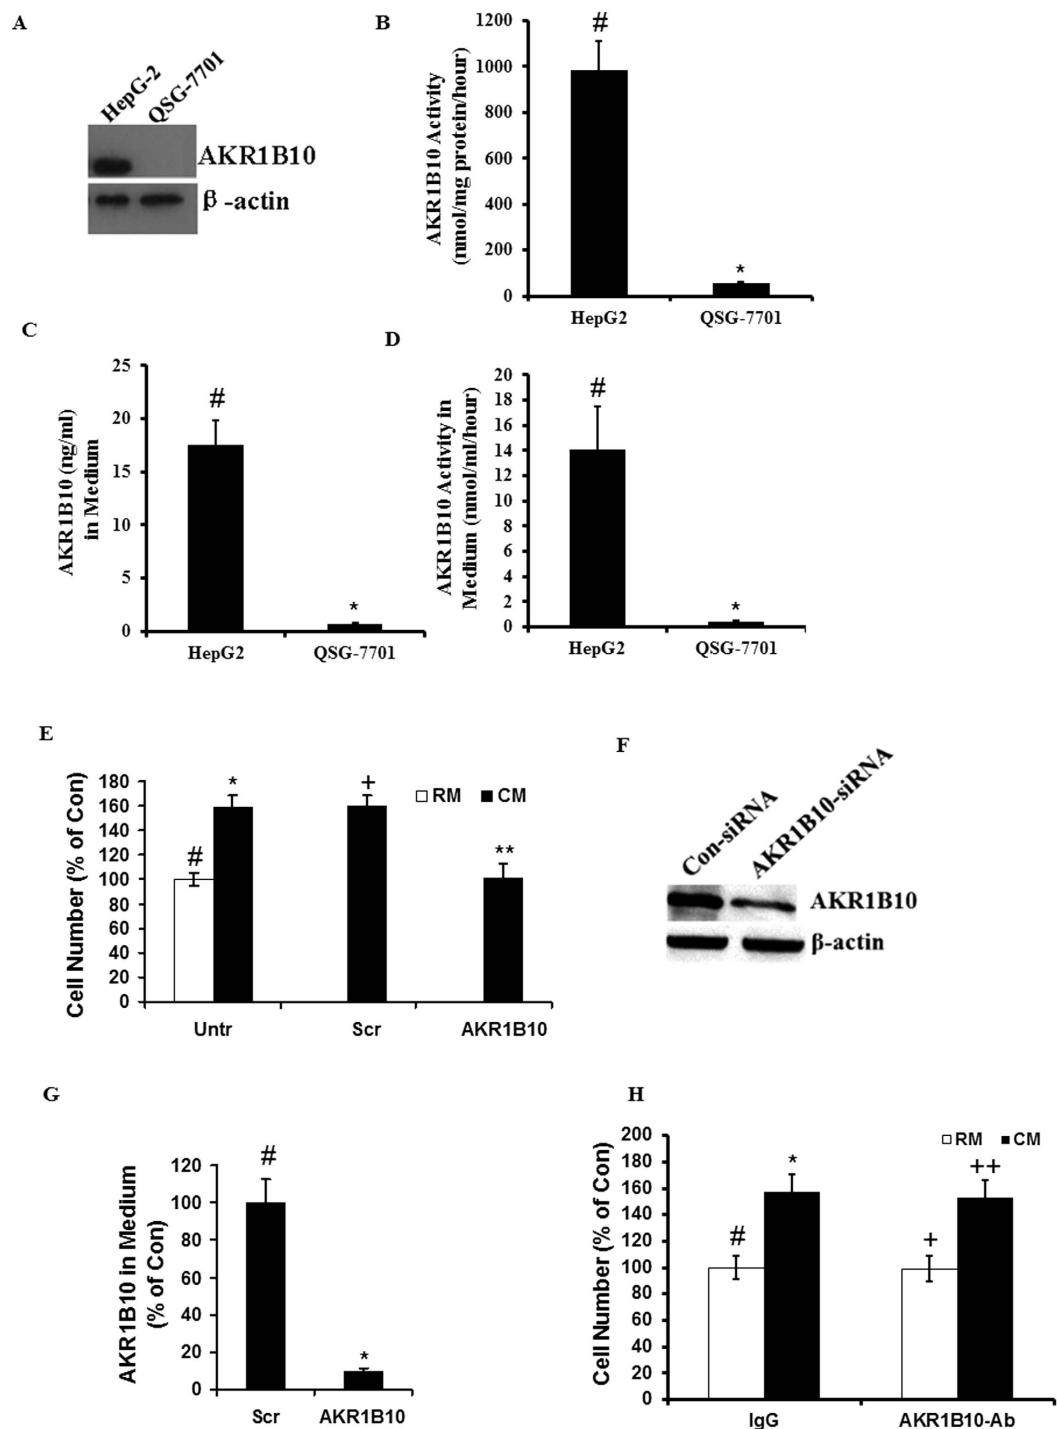 A
HepG-2
QSG-7701
AKR1B10
β -actin
B
AKR1B10 Activity
(nmol/mg protein/hour)
1200
1000
800
600
400
200
0
#
*
HepG2
QSG-7701
C
AKR1B10 (ng/ml)
in Medium
25
20
15
10
5
0
#
*
HepG2
QSG-7701
D
AKR1B10 Activity in
Medium (nmol/ml/hour)
20
18
16
14
12
10
8
6
4
2
0
#
*
HepG2
QSG-7701
E
Cell Number (% of Con)
180
160
140
120
100
80
60
40
20
0
#
*
+
**
RM
CM
Untr
Scr
AKR1B10
F
Con-siRNA
AKR1B10-siRNA
AKR1B10
β-actin
G
AKR1B10 in Medium
(% of Con)
120
100
80
60
40
20
0
#
*
Scr
AKR1B10
H
Cell Number (% of Con)
200
180
160
140
120
100
80
60
40
20
0
#
*
+
++
RM
CM
IgG
AKR1B10-Ab